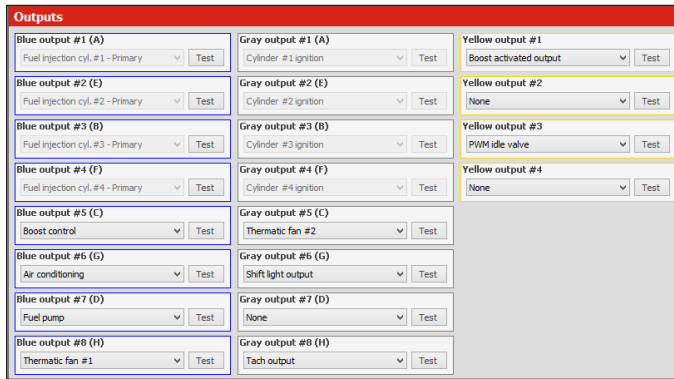 Outputs
Blue output #1 (A)
Fuel injection cyl. #1 - Primary
Test
Gray output #1 (A)
Cylinder #1 ignition
Test
Yellow output #1
Boost activated output
Test
Blue output #2 (E)
Fuel injection cyl. #2 - Primary
Test
Gray output #2 (E)
Cylinder #2 ignition
Test
Yellow output #2
None
Test
Blue output #3 (B)
Fuel injection cyl. #3 - Primary
Test
Gray output #3 (B)
Cylinder #3 ignition
Test
Yellow output #3
PWM idle valve
Test
Blue output #4 (F)
Fuel injection cyl. #4 - Primary
Test
Gray output #4 (F)
Cylinder #4 ignition
Test
Yellow output #4
None
Test
Blue output #5 (C)
Boost control
Test
Gray output #5 (C)
Thermatic fan #2
Test
Blue output #6 (G)
Air conditioning
Test
Gray output #6 (G)
Shift light output
Test
Blue output #7 (D)
Fuel pump
Test
Gray output #7 (D)
None
Test
Blue output #8 (H)
Thermatic fan #1
Test
Gray output #8 (H)
Tach output
Test